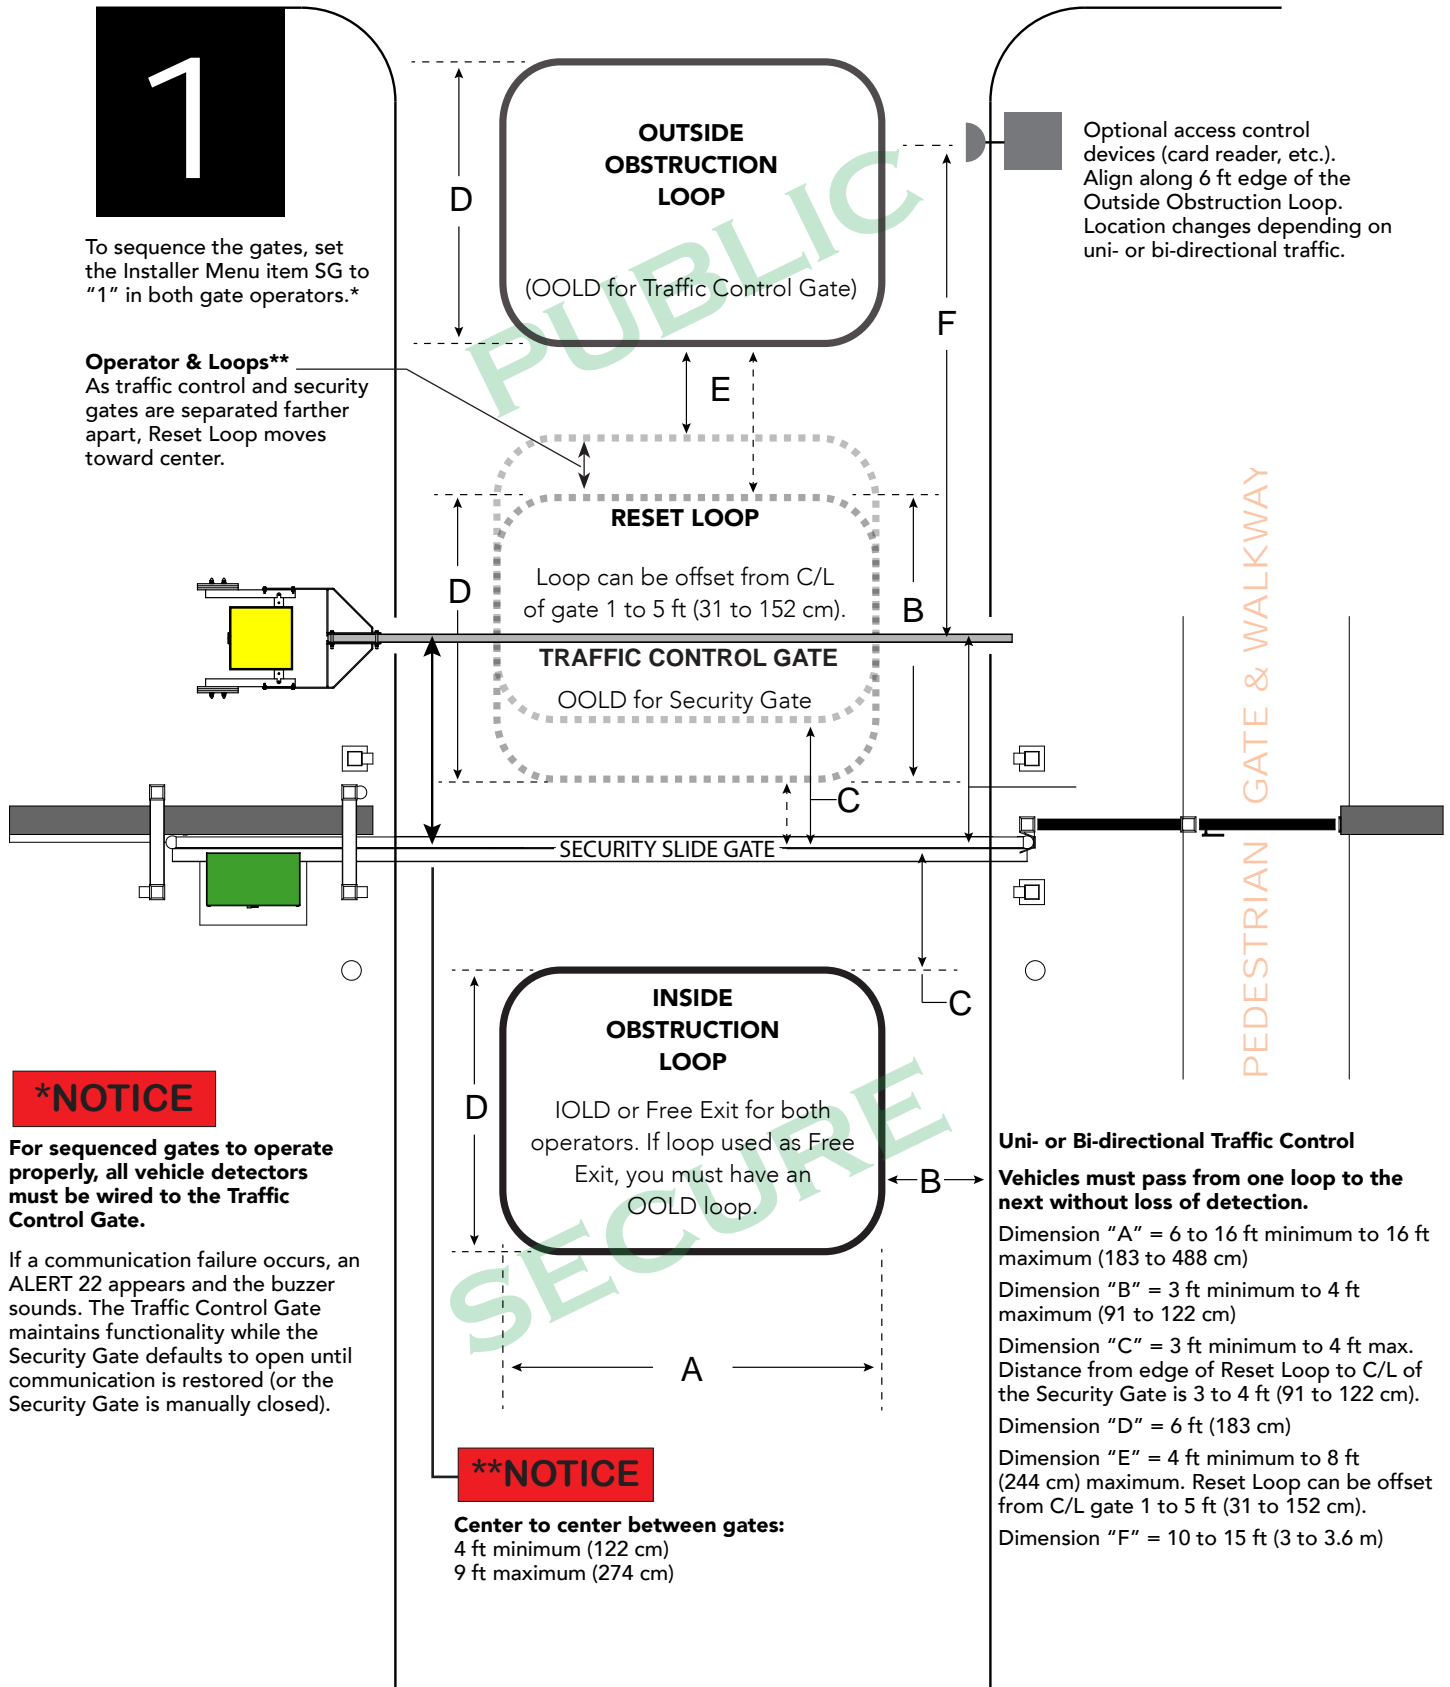 1
To sequence the gates, set
the Installer Menu item SG to
“1” in both gate operators.*
Operator & Loops**
As traffic control and security
gates are separated farther
apart, Reset Loop moves
toward center.
D
OUTSIDE
OBSTRUCTION
LOOP
(OOLD for Traffic Control Gate)
PUBLIC
F
E
Optional access control
devices (card reader, etc.).
Align along 6 ft edge of the
Outside Obstruction Loop.
Location changes depending on
uni- or bi-directional traffic.
RESET LOOP
Loop can be offset from C/L
of gate 1 to 5 ft (31 to 152 cm).
D
B
TRAFFIC CONTROL GATE
OOLD for Security Gate
C
SECURITY SLIDE GATE
PEDESTRIAN GATE & WALKWAY
C
INSIDE
OBSTRUCTION
LOOP
D
IOLD or Free Exit for both
operators. If loop used as Free
Exit, you must have an
OOLD loop.
B
SECURE
A
*NOTICE
For sequenced gates to operate
properly, all vehicle detectors
must be wired to the Traffic
Control Gate.
If a communication failure occurs, an
ALERT 22 appears and the buzzer
sounds. The Traffic Control Gate
maintains functionality while the
Security Gate defaults to open until
communication is restored (or the
Security Gate is manually closed).
**NOTICE
Center to center between gates:
4 ft minimum (122 cm)
9 ft maximum (274 cm)
Uni- or Bi-directional Traffic Control
Vehicles must pass from one loop to the
next without loss of detection.
Dimension “A” = 6 to 16 ft minimum to 16 ft
maximum (183 to 488 cm)
Dimension “B” = 3 ft minimum to 4 ft
maximum (91 to 122 cm)
Dimension “C” = 3 ft minimum to 4 ft max.
Distance from edge of Reset Loop to C/L of
the Security Gate is 3 to 4 ft (91 to 122 cm).
Dimension “D” = 6 ft (183 cm)
Dimension “E” = 4 ft minimum to 8 ft
(244 cm) maximum. Reset Loop can be offset
from C/L gate 1 to 5 ft (31 to 152 cm).
Dimension “F” = 10 to 15 ft (3 to 3.6 m)